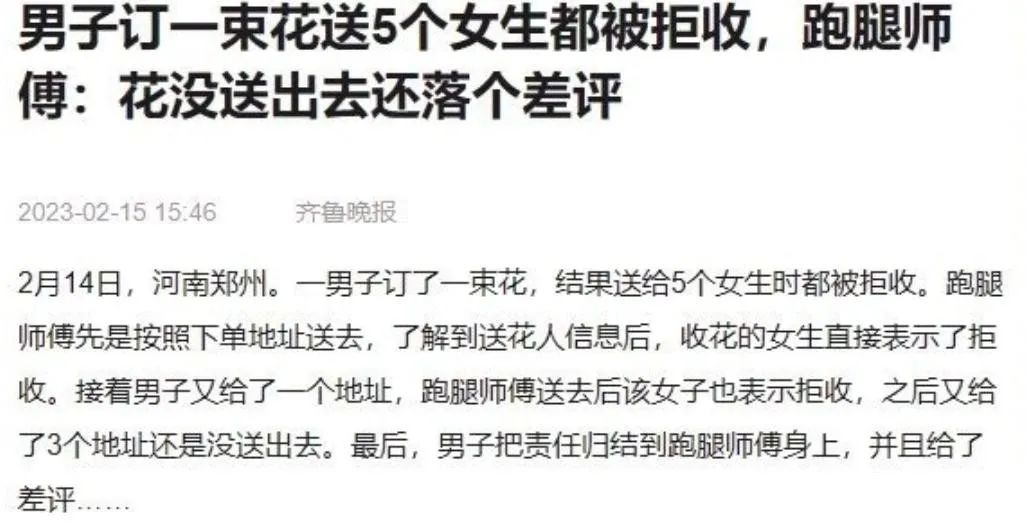 男子订一束花送5个女生都被拒收，跑腿师
傅：花没送出去还落个差评
2023-02-15 15:46 齐鲁晚报
2月14日，河南郑州。一男子订了一束花，结果送给5个女生时都被拒收。跑腿
师傅先是按照下单地址送去，了解到送花人信息后，收花的女生直接表示了拒
收。接着男子又给了一个地址，跑腿师傅送去后该女子也表示拒收，之后又给
了3个地址还是没送出去。最后，男子把责任归结到跑腿师傅身上，并且给了
差评……